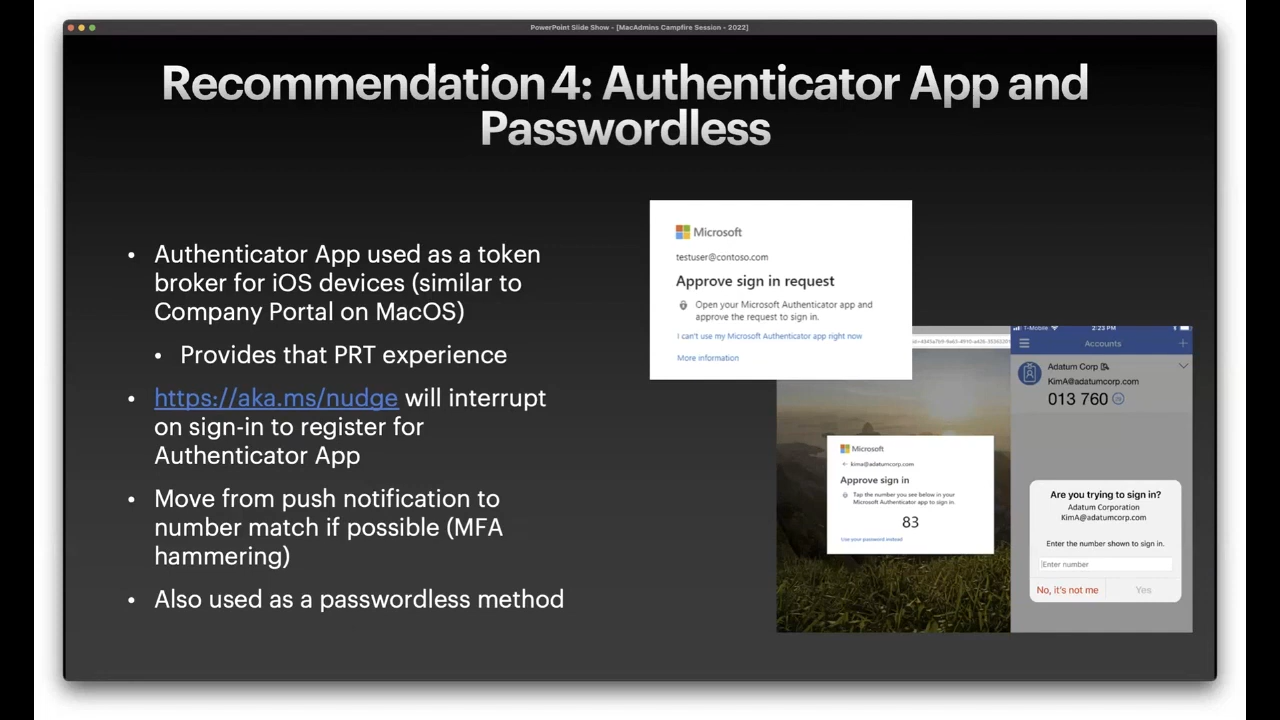 PowerPoint Slide Show - [MacAdmins Campfire Session - 2022]
Recommendation 4: Authenticator App and
Passwordless
• Authenticator App used as a token
broker for iOS devices (similar to
Company Portal on MacOS)
• Provides that PRT experience
• https://aka.ms/nudge will interrupt
on sign-in to register for
Authenticator App
• Move from push notification to
number match if possible (MFA
hammering)
• Also used as a passwordless method
Microsoft
testuser@contoso.com
Approve sign in request
Open your Microsoft Authenticator app and
approve the request to sign in.
I can't use my Microsoft Authenticator app right now
More information
Microsoft
← kima@adatumcorp.com
Approve sign in
Tap the number you see below in your
Microsoft Authenticator app to sign in.
83
Use your password instead
T-Mobile
2:23 PM
Accounts
Adatum Corp
KimA@adatumcorp.com
013 760
Are you trying to sign in?
Adatum Corporation
KimA@adatumcorp.com
Enter the number shown to sign in.
Enter number
No, it's not me
Yes